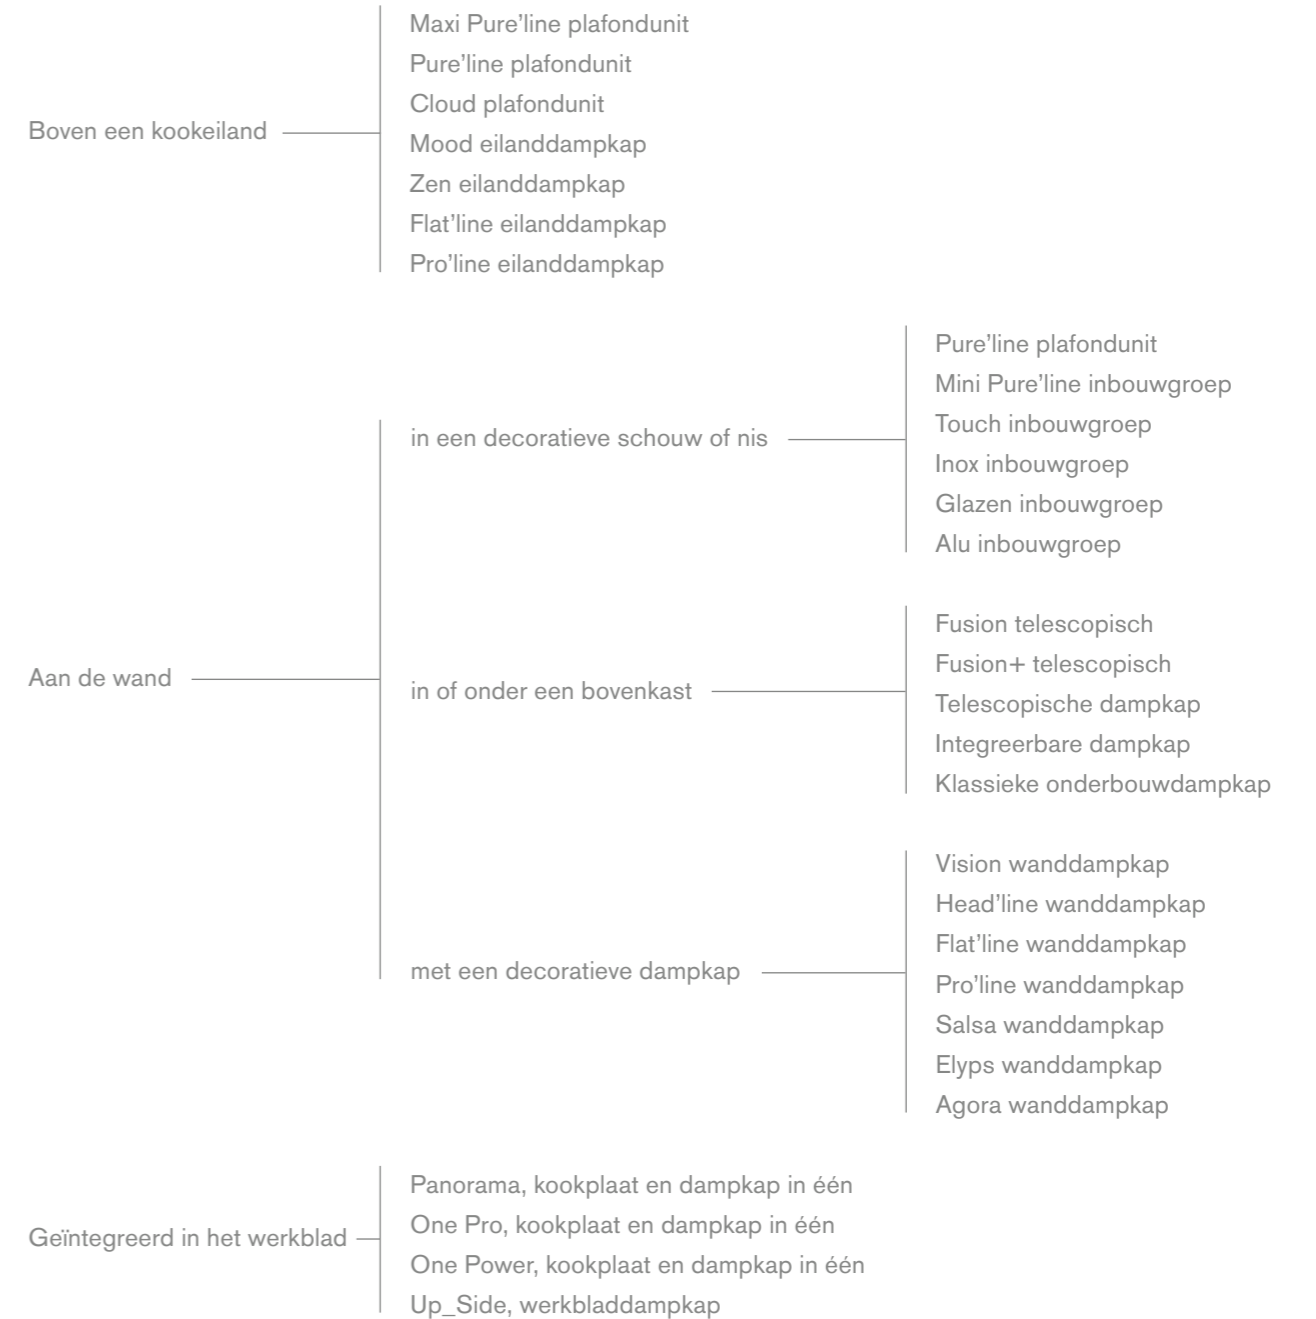 Boven een kookeiland
Maxi Pure’line plafondunit
Pure’line plafondunit
Cloud plafondunit
Mood eilanddampkap
Zen eilanddampkap
Flat’line eilanddampkap
Pro’line eilanddampkap
Aan de wand
in een decoratieve schouw of nis
Pure’line plafondunit
Mini Pure’line inbouwgroep
Touch inbouwgroep
Inox inbouwgroep
Glazen inbouwgroep
Alu inbouwgroep
in of onder een bovenkast
Fusion telescopisch
Fusion+ telescopisch
Telescopische dampkap
Integreerbare dampkap
Klassieke onderbouwdampkap
met een decoratieve dampkap
Vision wanddampkap
Head’line wanddampkap
Flat’line wanddampkap
Pro’line wanddampkap
Salsa wanddampkap
Elyps wanddampkap
Agora wanddampkap
Geïntegreerd in het werkblad
Panorama, kookplaat en dampkap in één
One Pro, kookplaat en dampkap in één
One Power, kookplaat en dampkap in één
Up_Side, werkbladdampkap